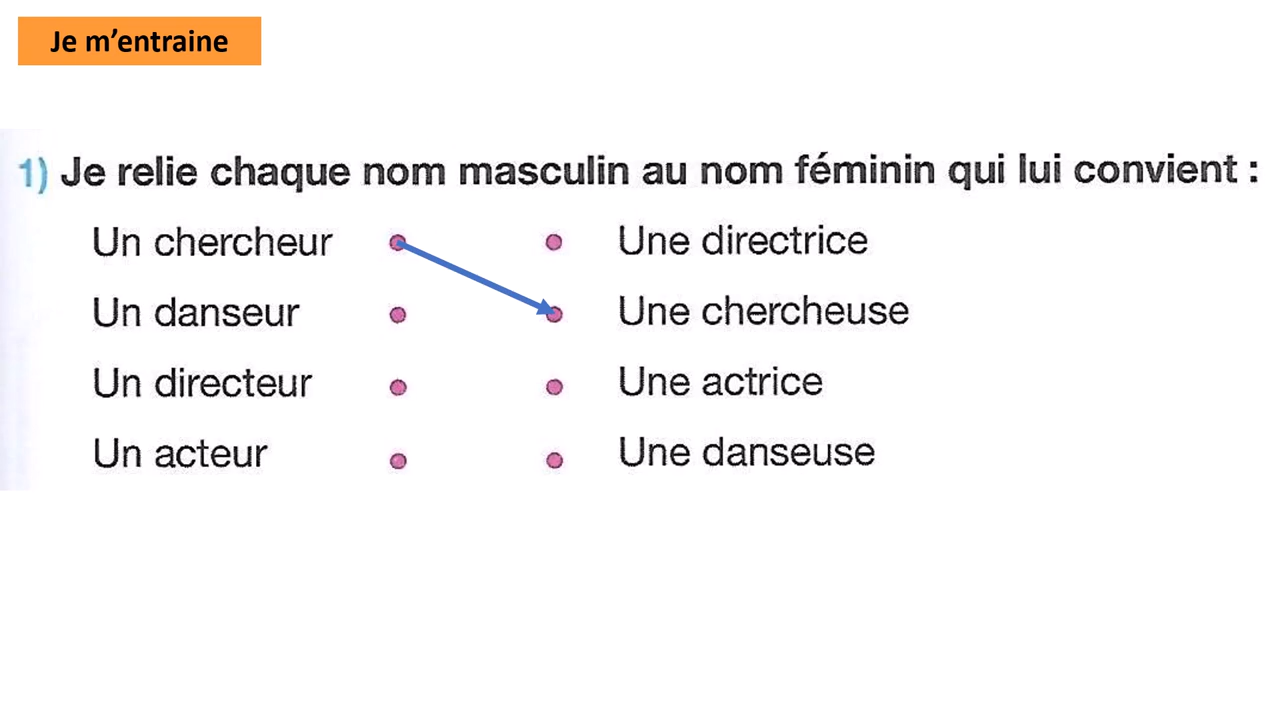 Je m’entraine
1) Je relie chaque nom masculin au nom féminin qui lui convient :
Un chercheur Une directrice
Un danseur Une chercheuse
Un directeur Une actrice
Un acteur Une danseuse